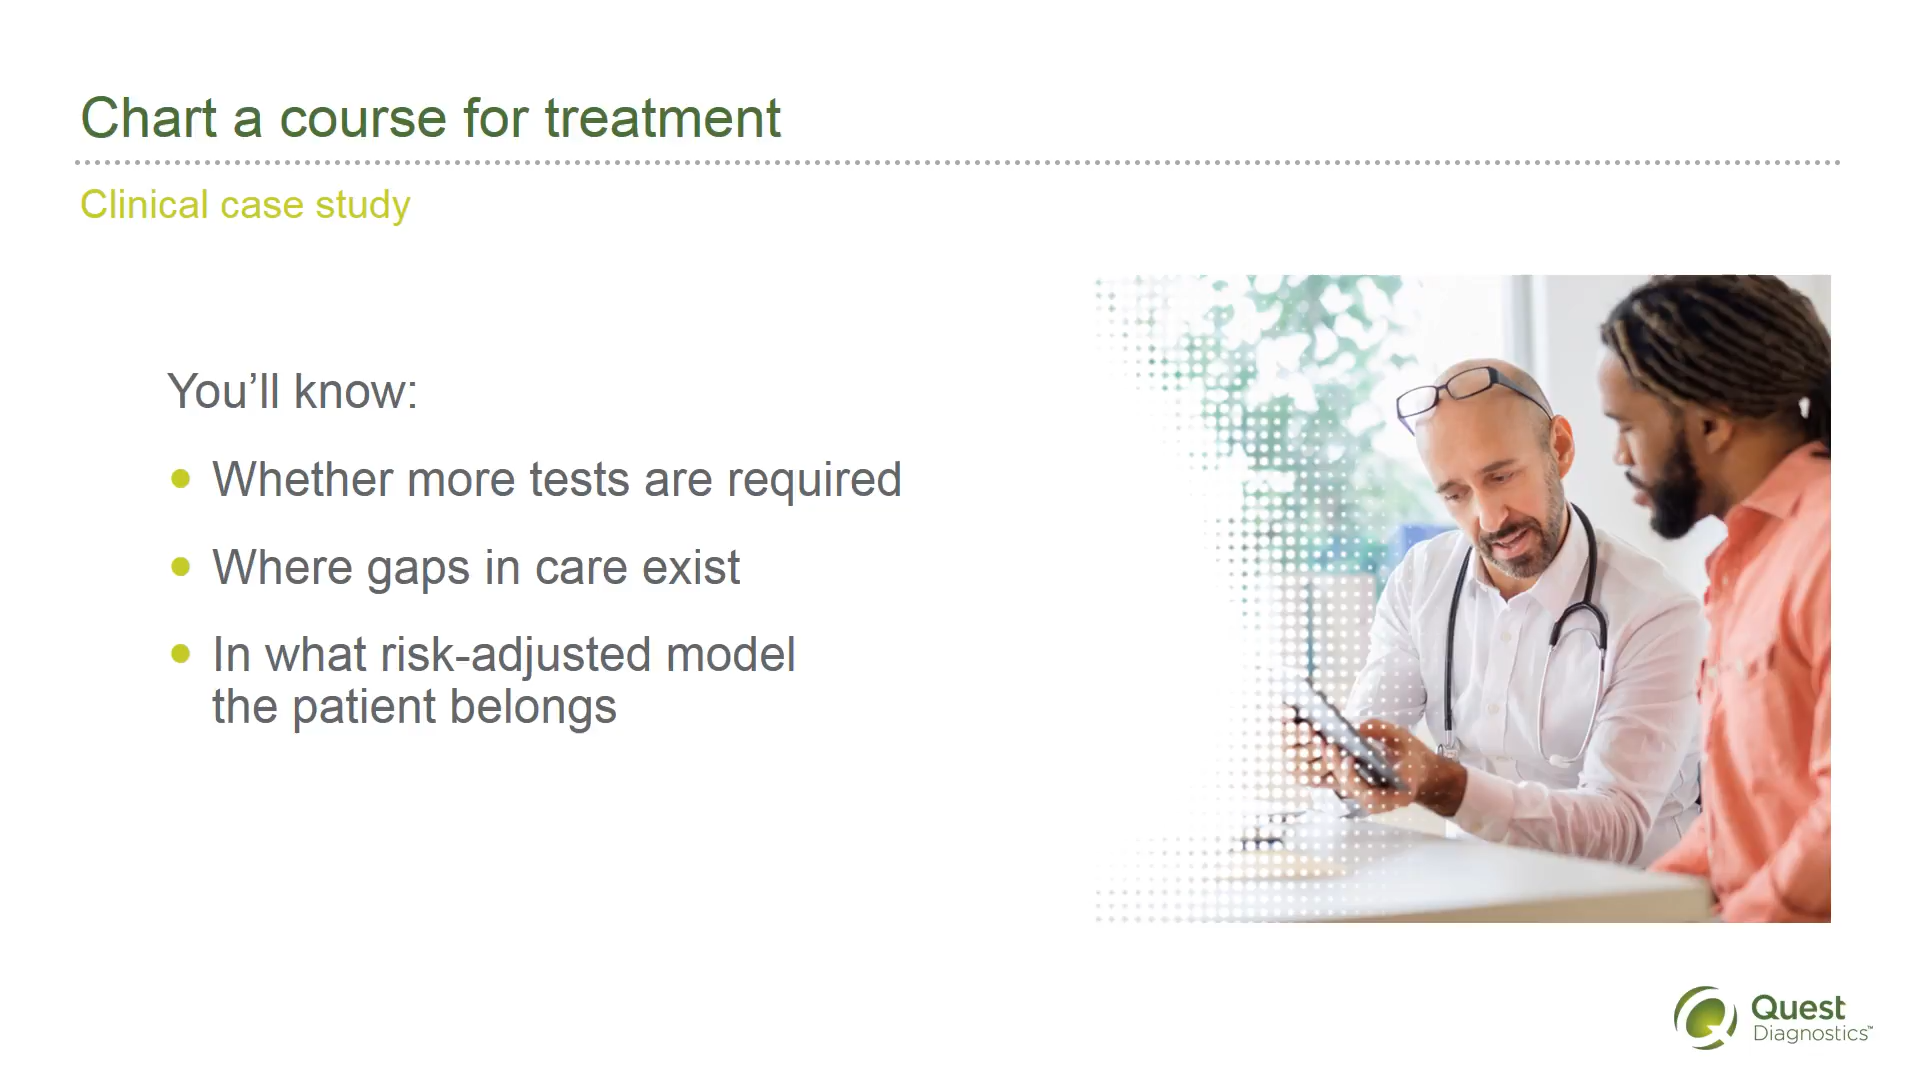 Chart a course for treatment
Clinical case study
You’ll know:
Whether more tests are required
Where gaps in care exist
In what risk-adjusted model
the patient belongs
Quest
Diagnostics™